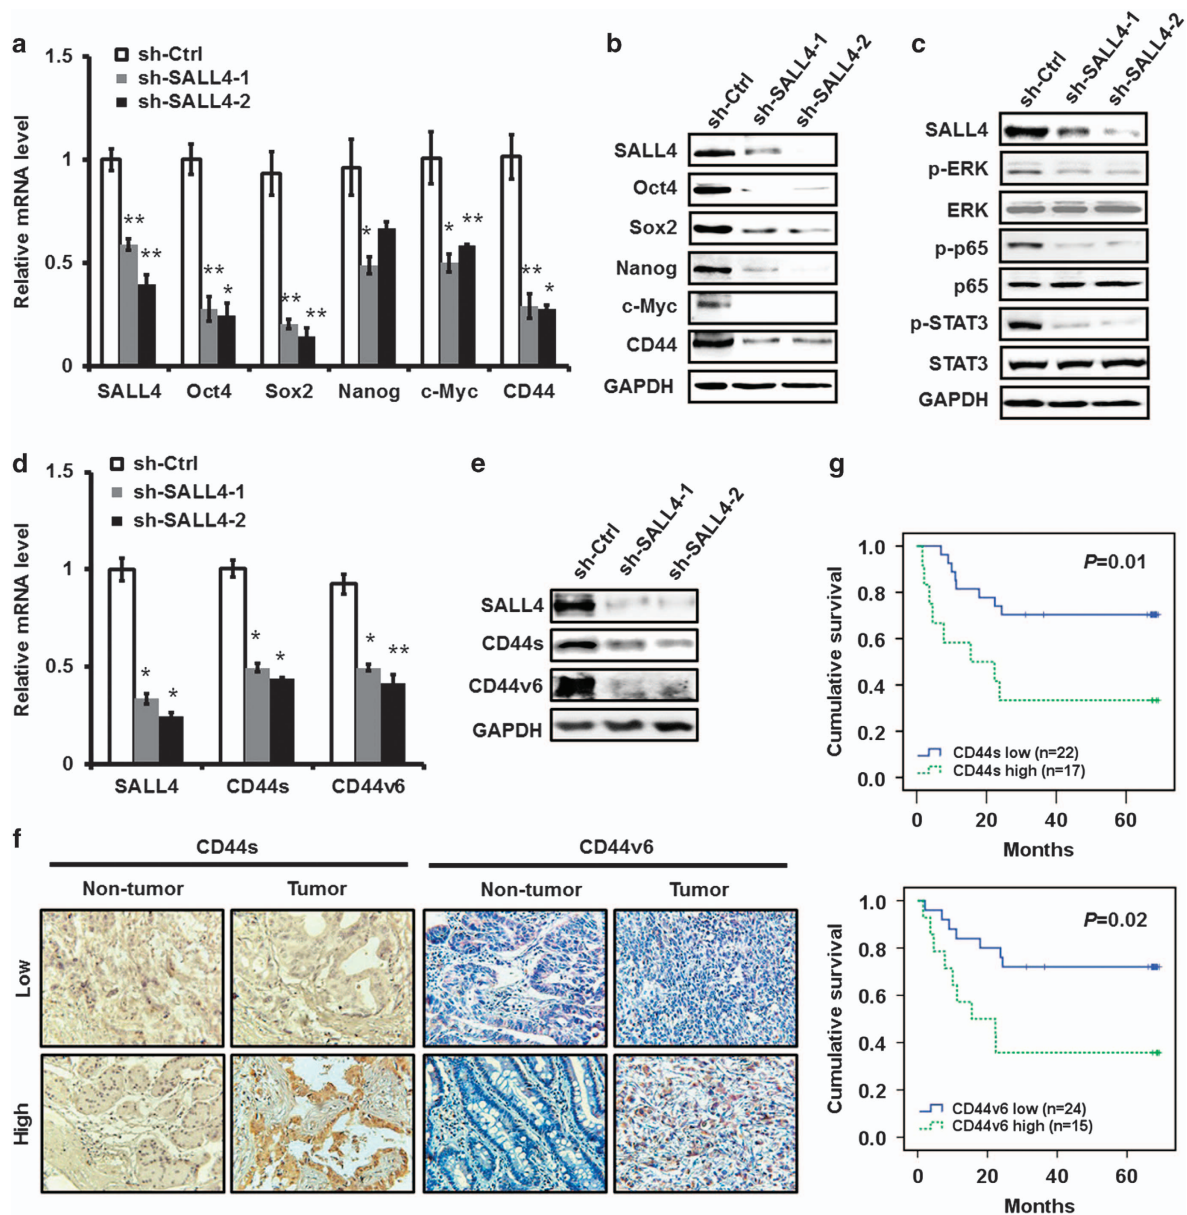 a
1.5
1
0.5
0
Relative mRNA level
sh-Ctrl
sh-SALL4-1
sh-SALL4-2
** ** ** * ** ** * * ** ** *
SALL4 Oct4 Sox2 Nanog c-Myc CD44
b
sh-Ctrl sh-SALL4-1 sh-SALL4-2
SALL4
Oct4
Sox2
Nanog
c-Myc
CD44
GAPDH
c
sh-Ctrl sh-SALL4-1 sh-SALL4-2
SALL4
p-ERK
ERK
p-p65
p65
p-STAT3
STAT3
GAPDH
d
1.5
1
0.5
0
Relative mRNA level
sh-Ctrl
sh-SALL4-1
sh-SALL4-2
* * * * * **
SALL4 CD44s CD44v6
e
sh-Ctrl sh-SALL4-1 sh-SALL4-2
SALL4
CD44s
CD44v6
GAPDH
f
CD44s CD44v6
Non-tumor Tumor Non-tumor Tumor
Low
High
g
Cumulative survival
1.0
0.8
0.6
0.4
0.2
0.0
P=0.01
CD44s low (n=22)
CD44s high (n=17)
0 20 40 60
Months
Cumulative survival
1.0
0.8
0.6
0.4
0.2
0.0
P=0.02
CD44v6 low (n=24)
CD44v6 high (n=15)
0 20 40 60
Months